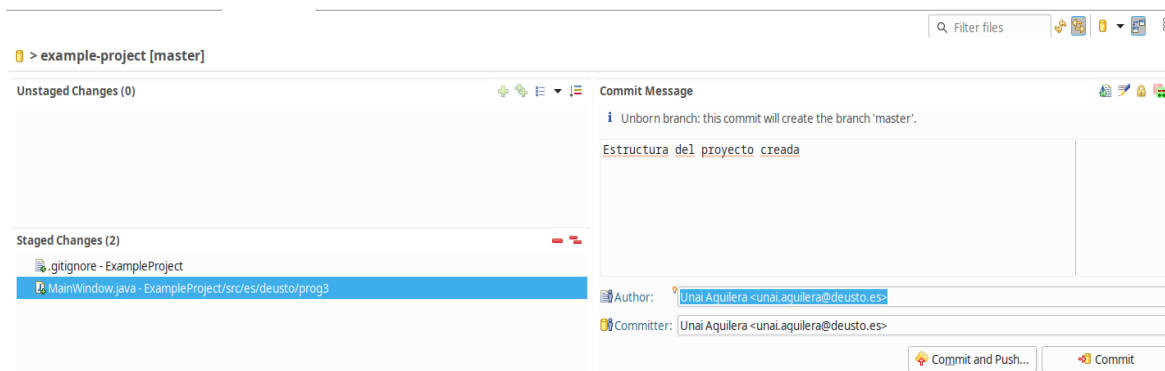 Filter files
> example-project [master]
Unstaged Changes (0)
Staged Changes (2)
.gitignore - ExampleProject
MainWindow.java - ExampleProject/src/es/deusto/prog3
Commit Message
Unborn branch: this commit will create the branch 'master'.
Estructura del proyecto creada
Author: Unai Aguilera <unai.aguilera@deusto.es>
Committer: Unai Aguilera <unai.aguilera@deusto.es>
Commit and Push... Commit